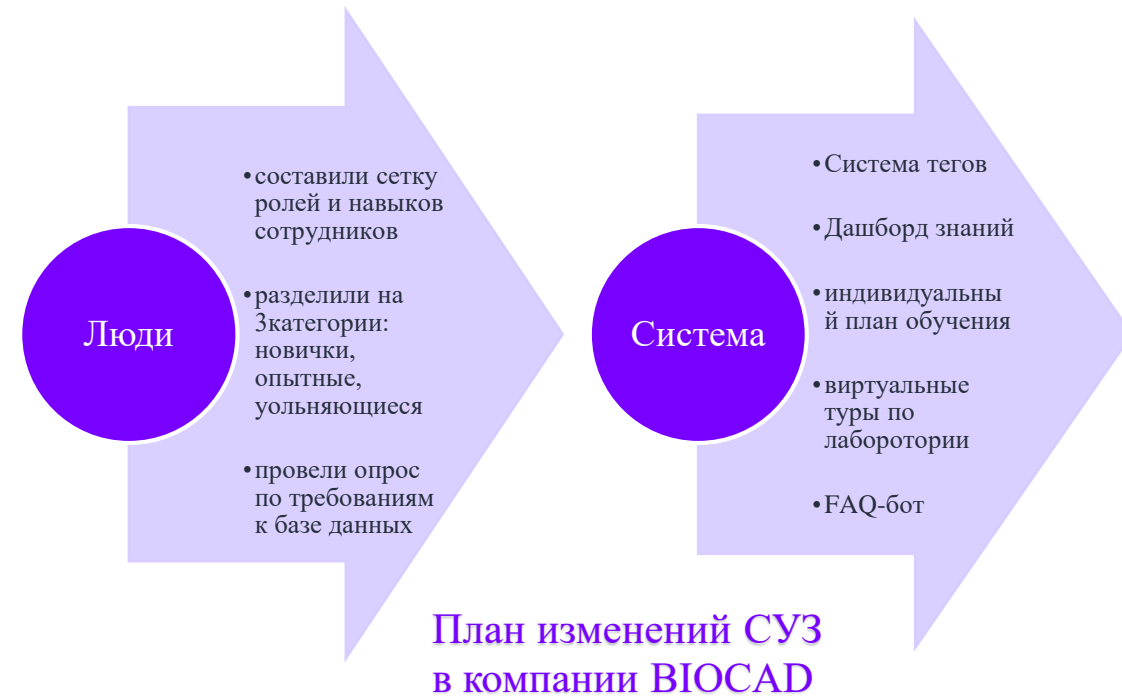 Люди
•составили сетку
ролей и навыков
сотрудников
•разделили на
3категории:
новички,
опытные,
уольняющиеся
•провели опрос
по требованиям
к базе данных
Система
•Система тегов
•Дашборд знаний
•индивидуальны
й план обучения
•виртуальные
туры по
лаборотории
•FAQ-бот
План изменений СУЗ
в компании BIOCAD